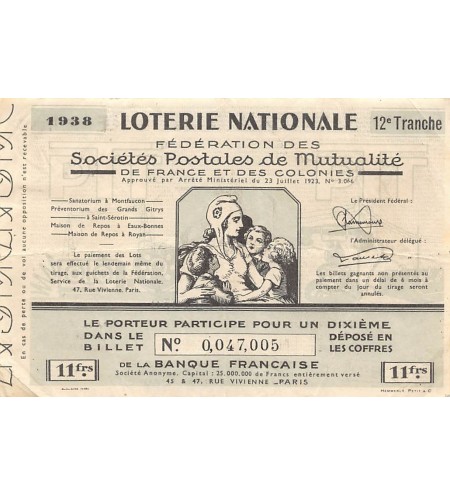 1938
LOTERIE NATIONALE
12e Tranche
FÉDÉRATION DES
Sociétés Postales de Mutualité
DE FRANCE ET DES COLONIES
Approuvé par Arrêté Ministériel du 23 Juillet 1923, No 3.046
Sanatorium à Montfaucon
Préventorium des Grands Gitrys
à Saint-Sérotin
Maison de Repos à Eaux-Bonnes
Maison de Repos à Royan
Le paiement des Lots
sera effectué le lendemain même du
tirage, aux guichets de la Fédération,
Service de la Loterie Nationale,
47, Rue Vivienne, Paris.
Le Président Fédéral :
l'Administrateur délégué :
Les billets gagnants non présentés au
paiement dans un délai de 6 mois à
compter du jour du tirage seront
annulés.
LE PORTEUR PARTICIPE POUR UN DIXIÈME
DANS LE
BILLET
No 0,047,005
DÉPOSÉ EN
LES COFFRES
DE LA BANQUE FRANÇAISE
Société Anonyme. Capital : 25.000.000 de Francs entièrement versé
45 & 47, RUE VIVIENNE - PARIS
11 frs.
11 frs.
En cas de perte ou de vol aucune opposition n'est recevable